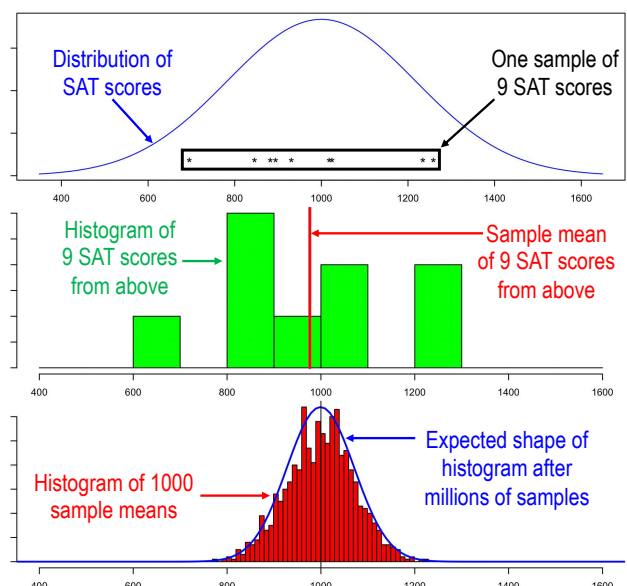 Distribution of
SAT scores
One sample of
9 SAT scores
* * * * * * * * *
400 600 800 1000 1200 1400 1600
Histogram of
9 SAT scores
from above
Sample mean
of 9 SAT scores
from above
400 600 800 1000 1200 1400 1600
Histogram of 1000
sample means
Expected shape of
histogram after
millions of samples
400 600 800 1000 1200 1400 1600